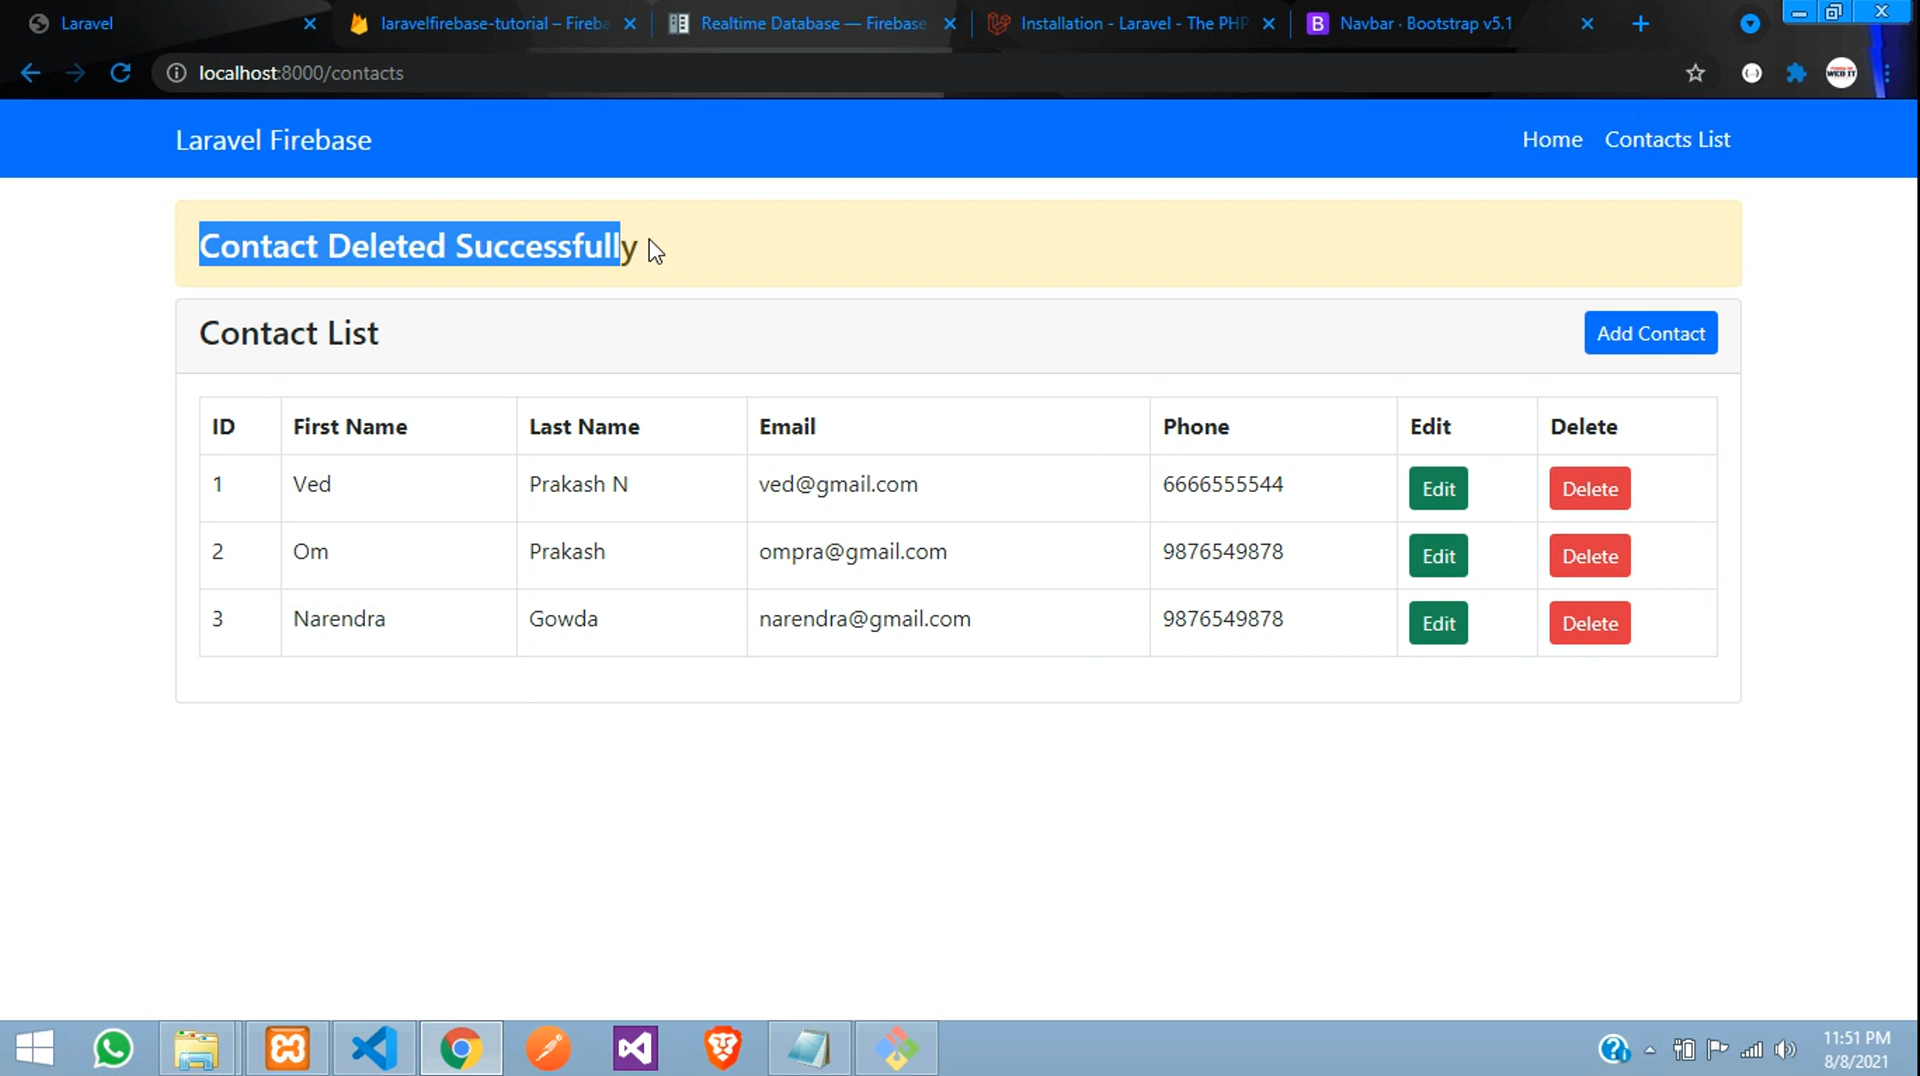 Laravel
laravelfirebase-tutorial – Fireba
Realtime Database — Firebase
Installation - Laravel - The PHP
Navbar · Bootstrap v5.1
localhost:8000/contacts
WEB IT
Laravel Firebase
Home
Contacts List
Contact Deleted Successfully
Contact List
Add Contact
ID First Name Last Name Email Phone Edit Delete
1 Ved Prakash N ved@gmail.com 6666555544 Edit Delete
2 Om Prakash ompra@gmail.com 9876549878 Edit Delete
3 Narendra Gowda narendra@gmail.com 9876549878 Edit Delete
11:51 PM
8/8/2021